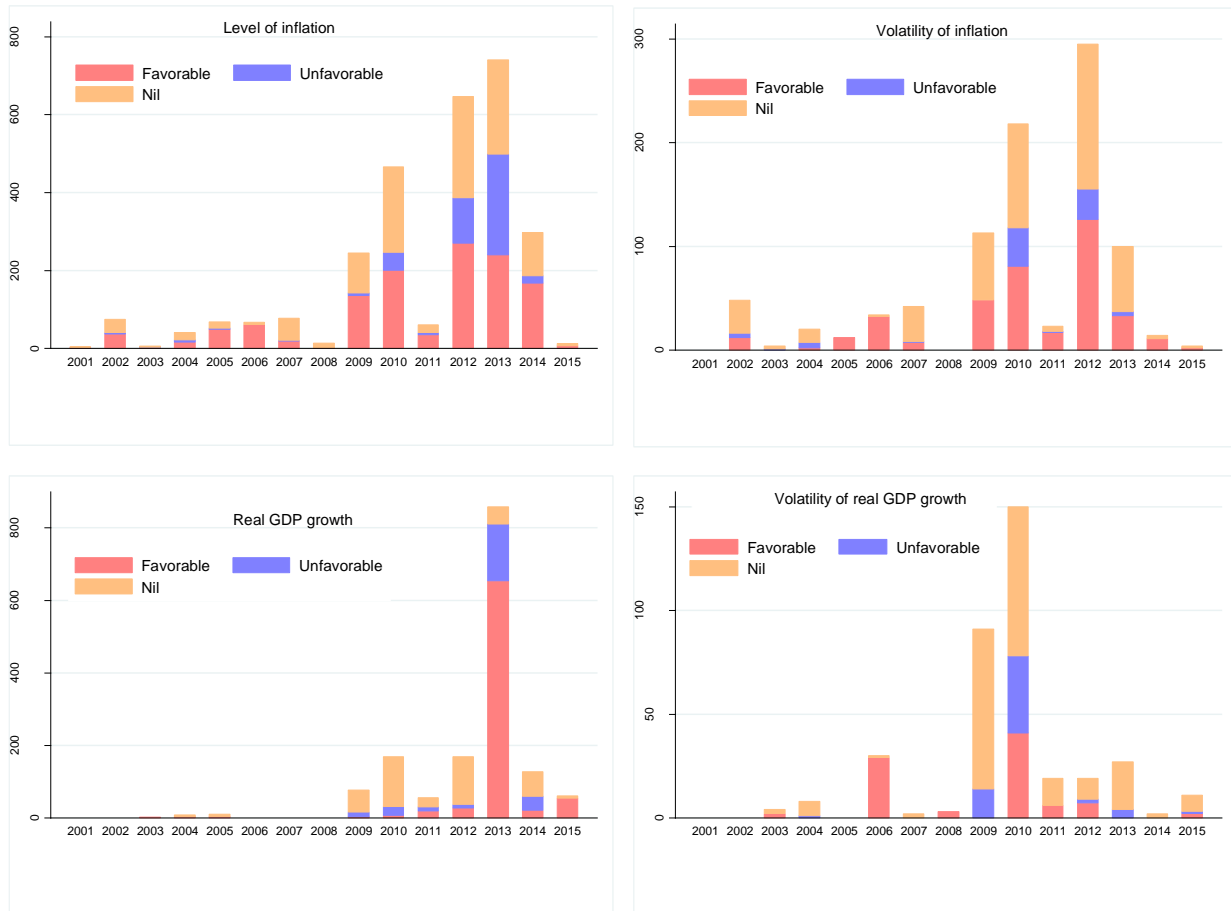 Level of inflation
Favorable Unfavorable
Nil
800
600
400
200
0
2001 2002 2003 2004 2005 2006 2007 2008 2009 2010 2011 2012 2013 2014 2015
Volatility of inflation
Favorable Unfavorable
Nil
300
200
100
0
2001 2002 2003 2004 2005 2006 2007 2008 2009 2010 2011 2012 2013 2014 2015
Real GDP growth
Favorable Unfavorable
Nil
800
600
400
200
0
2001 2002 2003 2004 2005 2006 2007 2008 2009 2010 2011 2012 2013 2014 2015
Volatility of real GDP growth
Favorable Unfavorable
Nil
150
100
50
0
2001 2002 2003 2004 2005 2006 2007 2008 2009 2010 2011 2012 2013 2014 2015